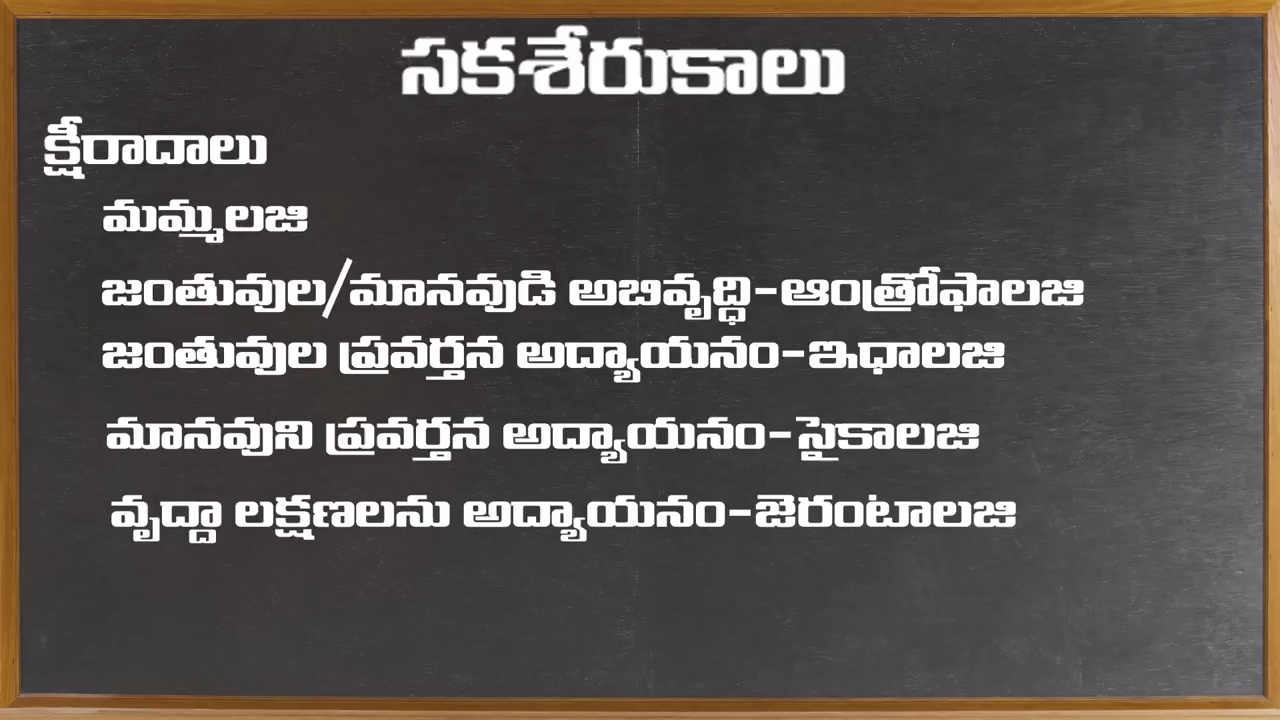 సకశేరుకాలు
క్షీరాదాలు
మమ్మలజి
జంతువుల/మానవుడి అబివృద్ధి-ఆంత్రోఫాలజి
జంతువుల ప్రవర్తన అద్యాయనం-ఇధాలజి
మానవుని ప్రవర్తన అద్యాయనం-సైకాలజి
వృద్దా లక్షణలను అద్యాయనం-జెరంటాలజి